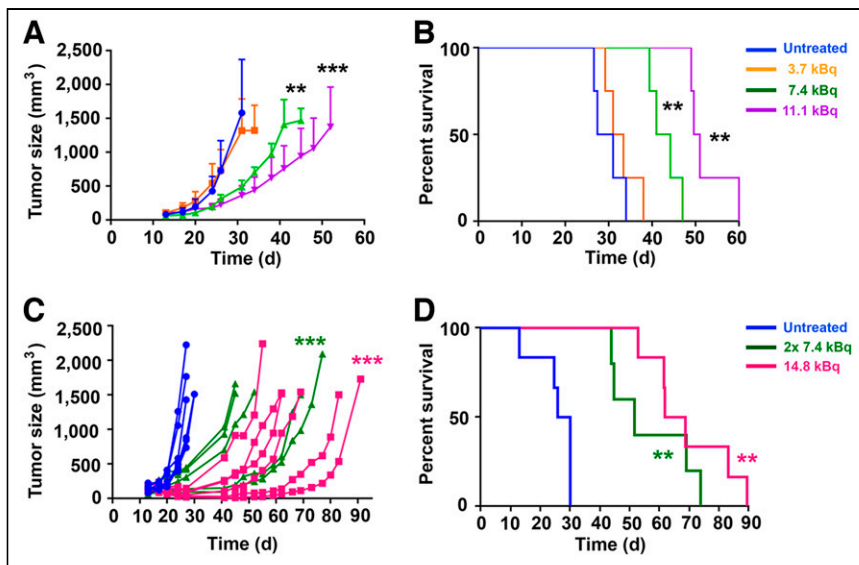 A
2,500
2,000
1,500
1,000
500
0
Tumor size (mm3)
** ***
0 10 20 30 40 50 60
Time (d)
B
100
50
0
Percent survival
** **
0 10 20 30 40 50 60
Time (d)
Untreated
3.7 kBq
7.4 kBq
11.1 kBq
C
2,500
2,000
1,500
1,000
500
0
Tumor size (mm3)
*** ***
0 10 20 30 40 50 60 70 80 90
Time (d)
D
100
50
0
Percent survival
** **
0 10 20 30 40 50 60 70 80 90
Time (d)
Untreated
2x 7.4 kBq
14.8 kBq